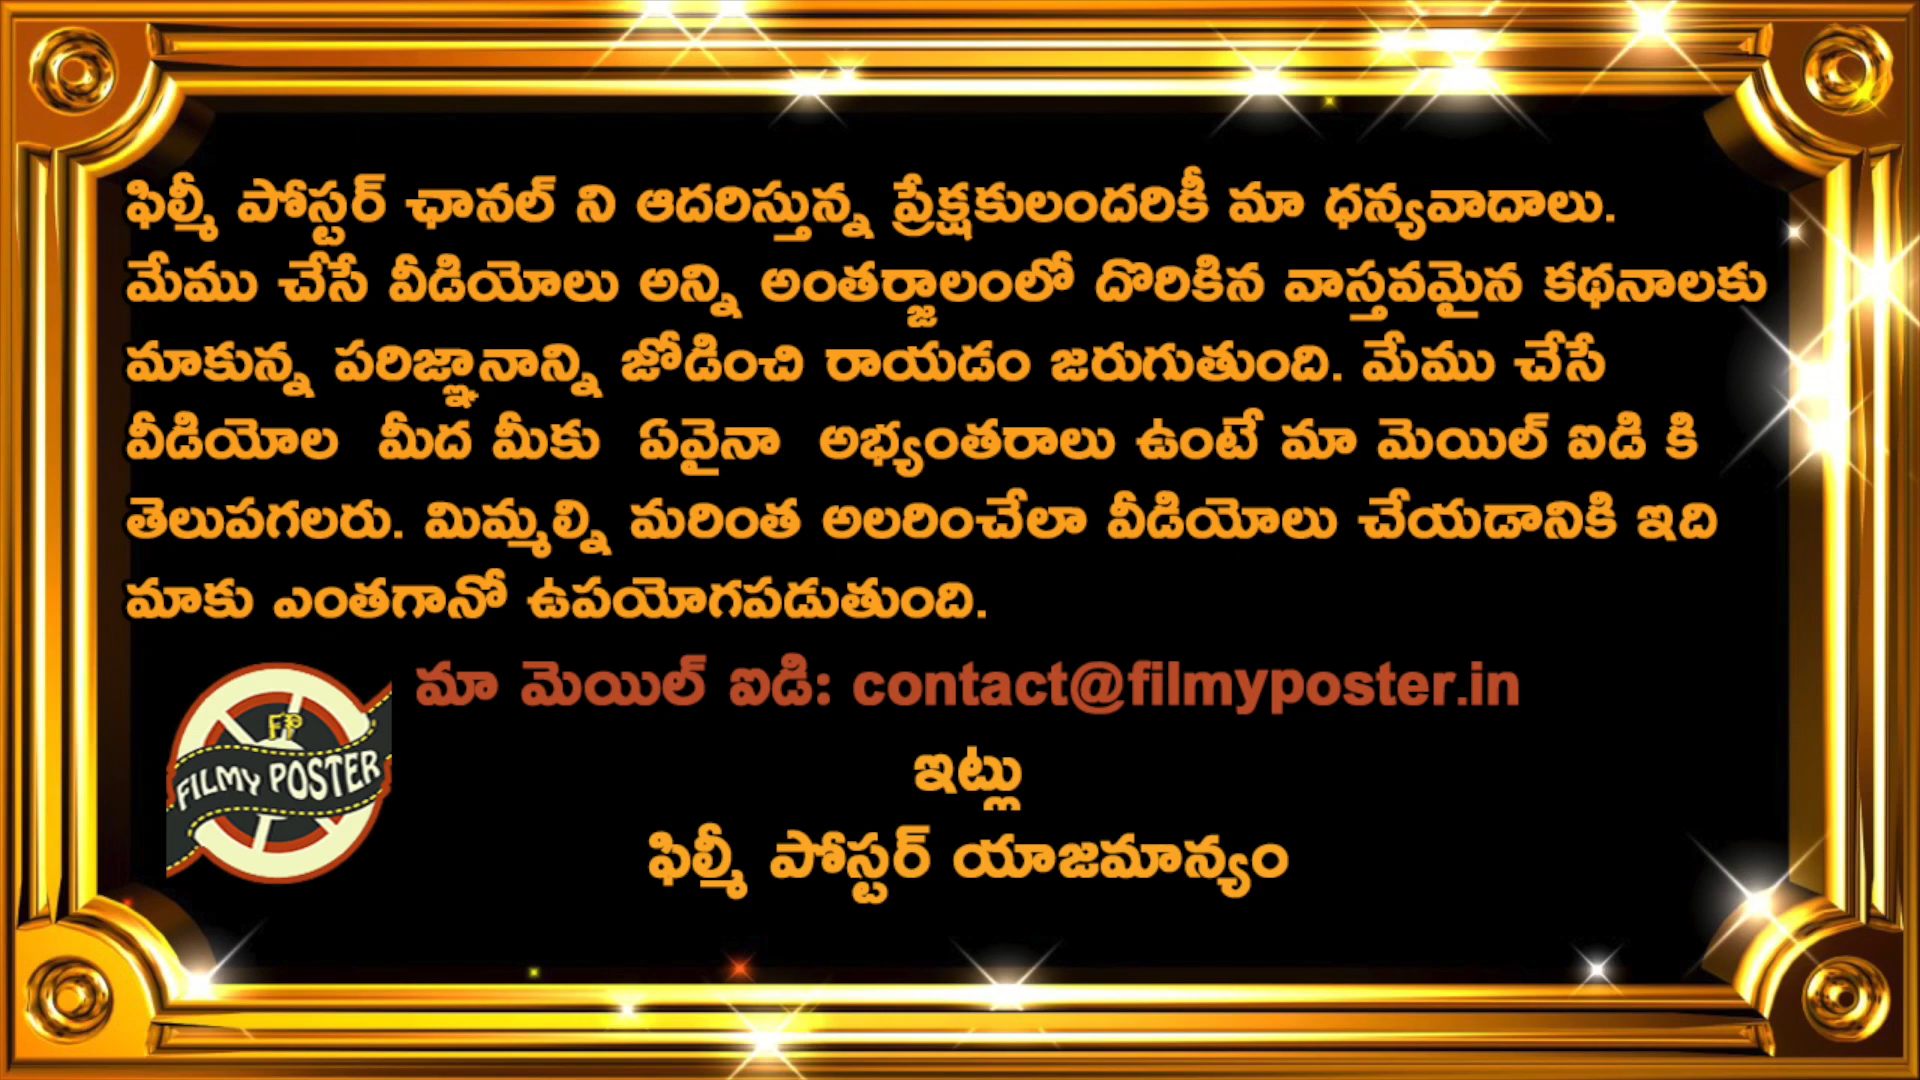 ఫిల్మీ పోస్టర్ ఛానల్ ని ఆదరిస్తున్న ప్రేక్షకులందరికీ మా ధన్యవాదాలు.
మేము చేసే వీడియోలు అన్ని అంతర్జాలంలో దొరికిన వాస్తవమైన కథనాలకు
మాకున్న పరిజ్ఞానాన్ని జోడించి రాయడం జరుగుతుంది. మేము చేసే
వీడియోల మీద మీకు ఏవైనా అభ్యంతరాలు ఉంటే మా మెయిల్ ఐడి కి
తెలుపగలరు. మిమ్మల్ని మరింత అలరించేలా వీడియోలు చేయడానికి ఇది
మాకు ఎంతగానో ఉపయోగపడుతుంది.
మా మెయిల్ ఐడి: contact@filmyposter.in
FP
FILMY POSTER
ఇట్లు
ఫిల్మీ పోస్టర్ యాజమాన్యం